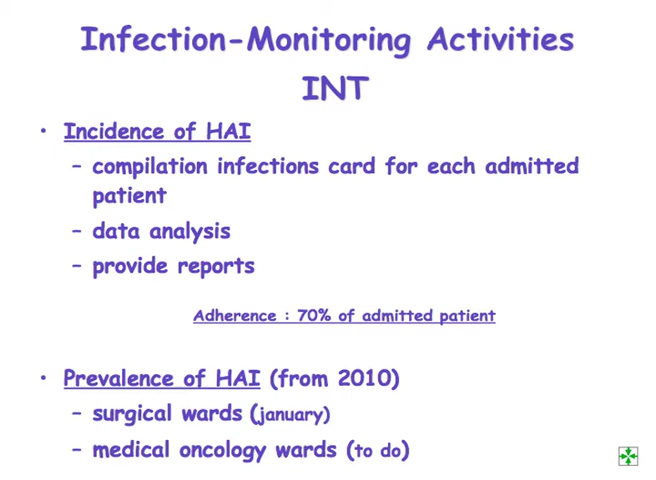 Infection-Monitoring Activities
INT
• Incidence of HAI
– compilation infections card for each admitted
patient
– data analysis
– provide reports
Adherence : 70% of admitted patient
• Prevalence of HAI (from 2010)
– surgical wards (january)
– medical oncology wards (to do)